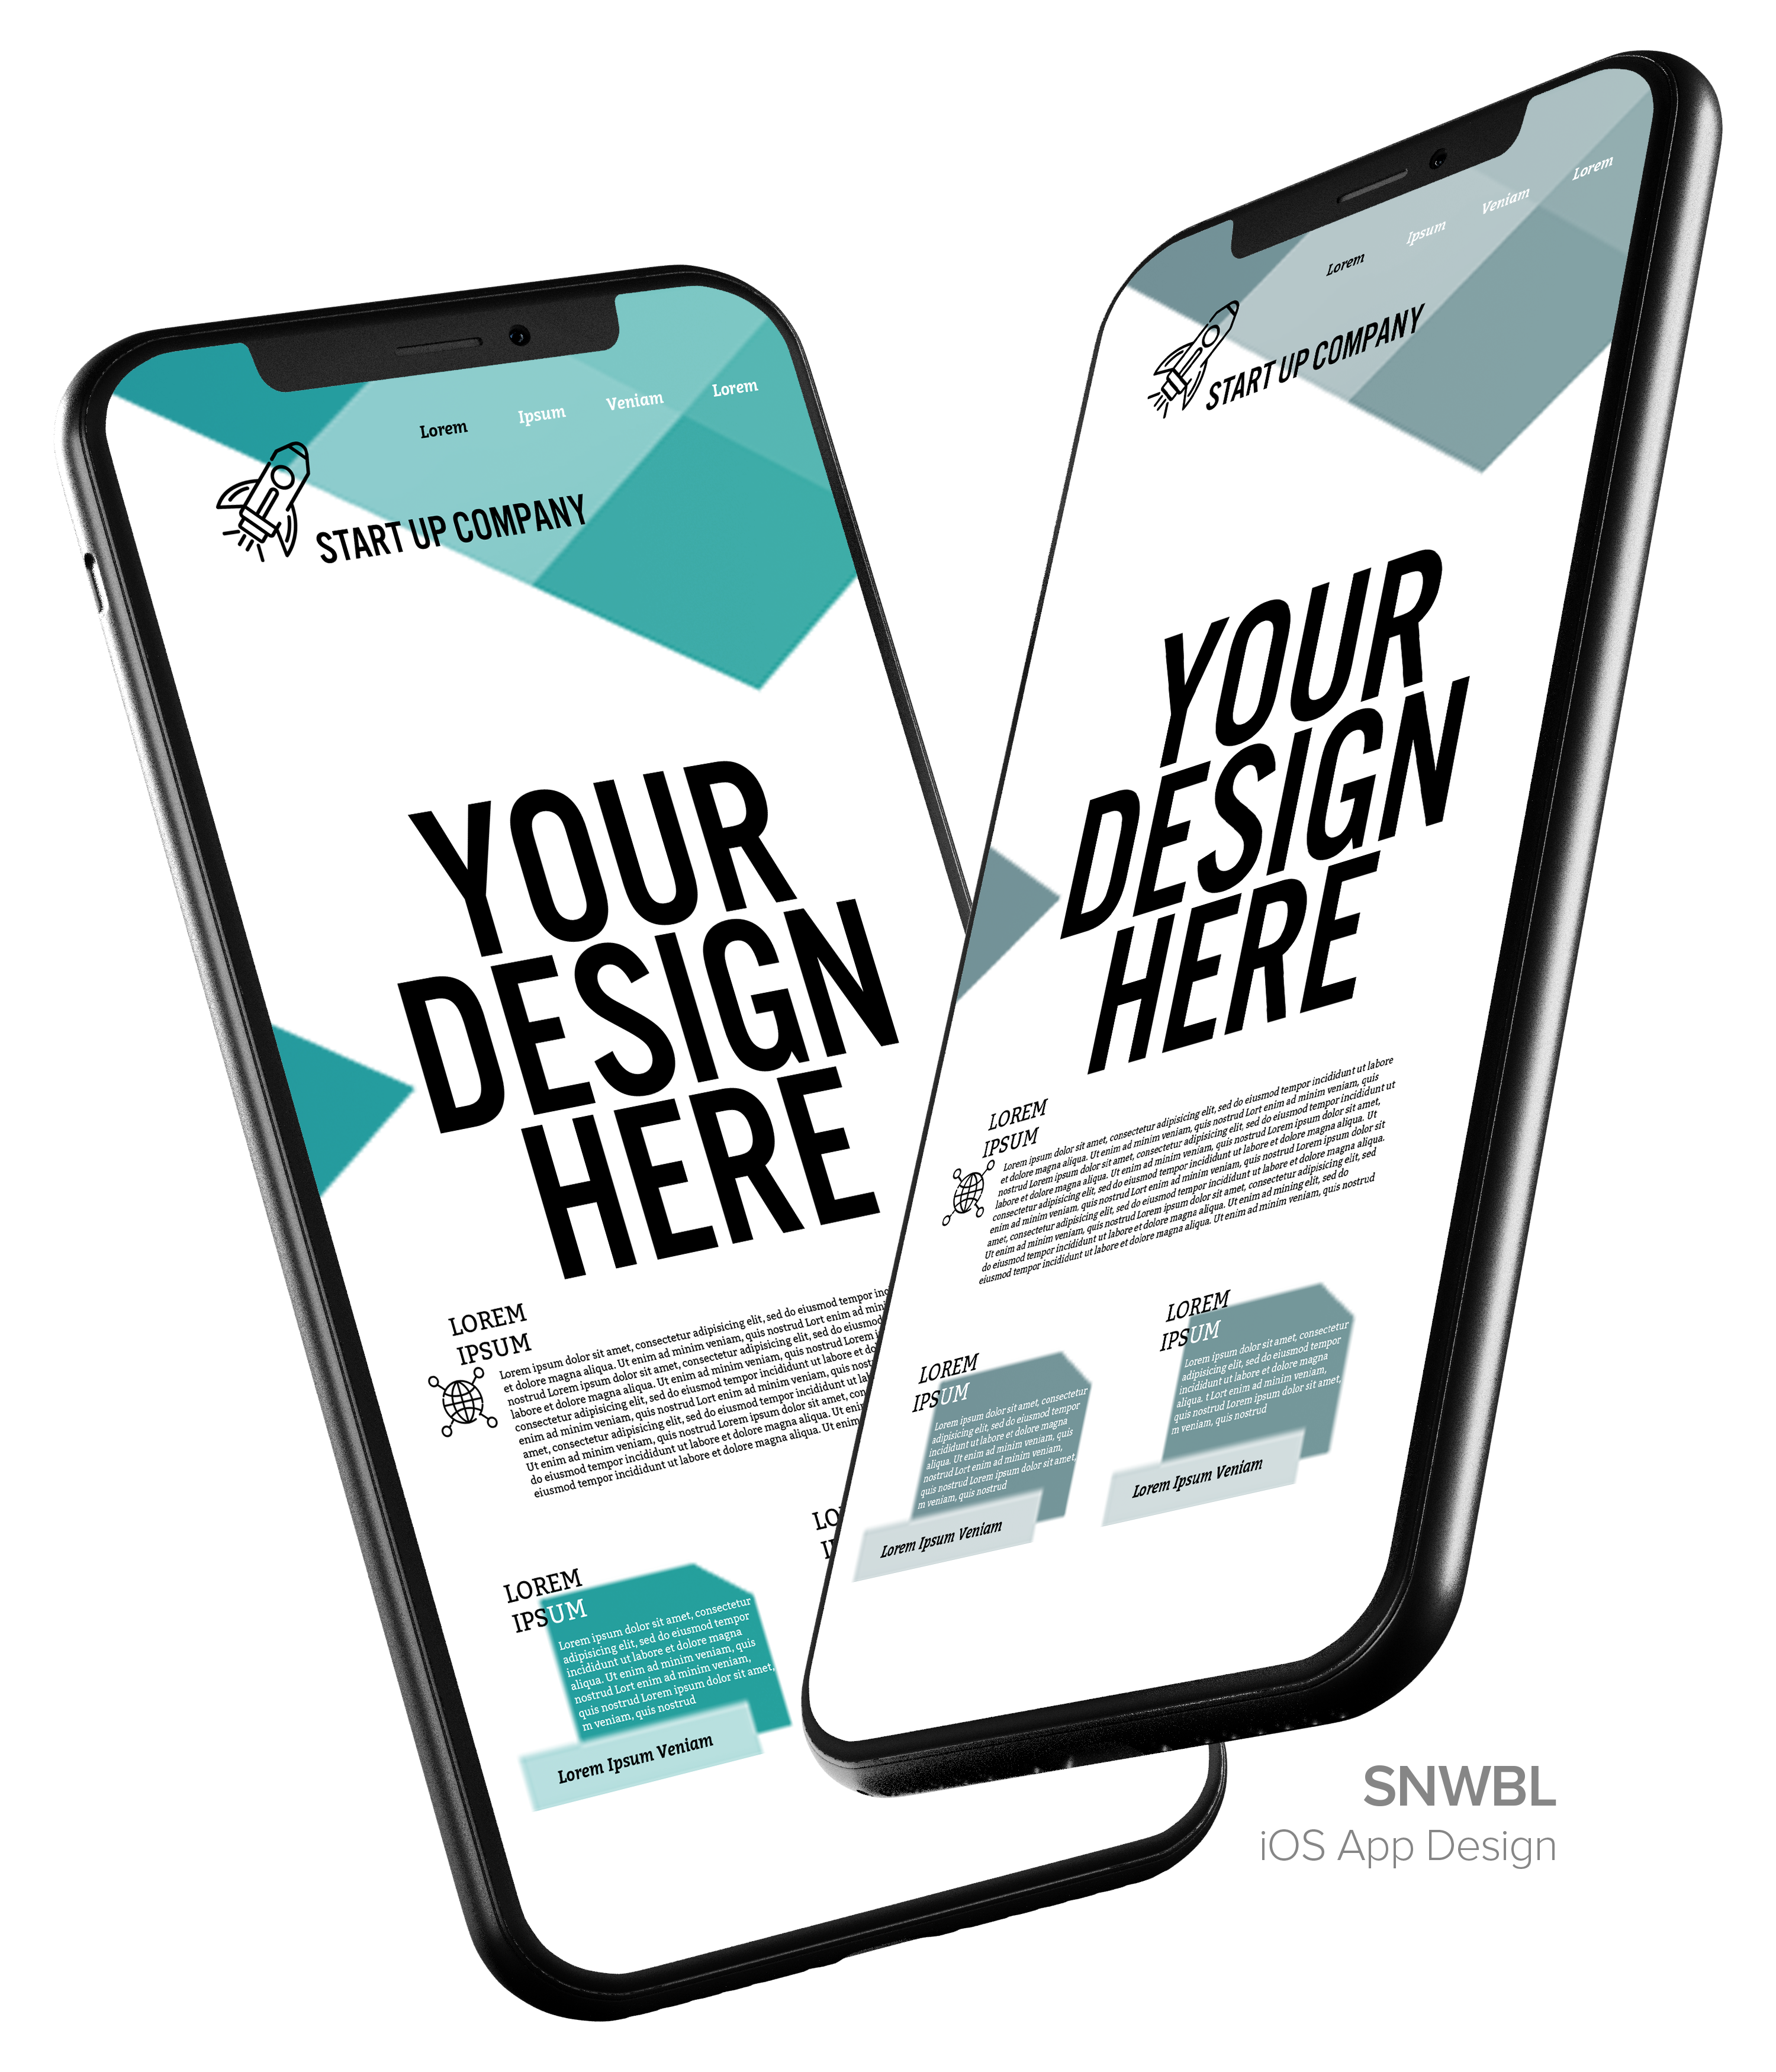 Lorem Ipsum Veniam Lorem
START UP COMPANY
YOUR
DESIGN
HERE
LOREM
IPSUM
Lorem ipsum dolor sit amet, consectetur adipisicing elit, sed do eiusmod tempor
et dolore magna aliqua. Ut enim ad minim veniam, quis nostrud Lort enim ad
nostrud Lorem ipsum dolor sit amet, consectetur adipisicing elit, sed do eiusmod
labore et dolore magna aliqua. Ut enim ad minim veniam, quis nostrud Lorem
consectetur adipisicing elit, sed do eiusmod tempor incididunt ut labore et
enim ad minim veniam, quis nostrud Lort enim ad minim veniam, quis
amet, consectetur adipisicing elit, sed do eiusmod tempor incididunt ut
Ut enim ad minim veniam, quis nostrud Lorem ipsum dolor sit amet,
do eiusmod tempor incididunt ut labore et dolore magna aliqua. Ut enim
eiusmod tempor incididunt ut labore et dolore magna aliqua. Ut enim
LOREM
IPSUM
Lorem ipsum dolor sit amet, consectetur
adipisicing elit, sed do eiusmod tempor
incididunt ut labore et dolore magna
aliqua. Ut enim ad minim veniam, quis
nostrud Lort enim ad minim veniam,
quis nostrud Lorem ipsum dolor sit amet,
m veniam, quis nostrud
Lorem Ipsum Veniam
Lorem Ipsum Veniam Lorem
START UP COMPANY
YOUR
DESIGN
HERE
LOREM
IPSUM
Lorem ipsum dolor sit amet, consectetur adipisicing elit, sed do eiusmod tempor incididunt ut labore
et dolore magna aliqua. Ut enim ad minim veniam, quis nostrud Lort enim ad minim veniam, quis
nostrud Lorem ipsum dolor sit amet, consectetur adipisicing elit, sed do eiusmod tempor incididunt ut
labore et dolore magna aliqua. Ut enim ad minim veniam, quis nostrud Lorem ipsum dolor sit amet,
consectetur adipisicing elit, sed do eiusmod tempor incididunt ut labore et dolore magna aliqua. Ut
enim ad minim veniam, quis nostrud Lort enim ad minim veniam, quis nostrud Lorem ipsum dolor sit
amet, consectetur adipisicing elit, sed do eiusmod tempor incididunt ut labore et dolore magna aliqua.
Ut enim ad minim veniam, quis nostrud Lorem ipsum dolor sit amet, consectetur adipisicing elit, sed
do eiusmod tempor incididunt ut labore et dolore magna aliqua. Ut enim ad mining elit, sed do
eiusmod tempor incididunt ut labore et dolore magna aliqua. Ut enim ad minim veniam, quis nostrud
LOREM
IPSUM
Lorem ipsum dolor sit amet, consectetur
adipisicing elit, sed do eiusmod tempor
incididunt ut labore et dolore magna
aliqua. Ut enim ad minim veniam, quis
nostrud Lort enim ad minim veniam,
quis nostrud Lorem ipsum dolor sit amet,
m veniam, quis nostrud
Lorem Ipsum Veniam
LOREM
IPSUM
Lorem ipsum dolor sit amet, consectetur
adipisicing elit, sed do eiusmod tempor
incididunt ut labore et dolore magna
aliqua. t Lort enim ad minim veniam,
quis nostrud Lorem ipsum dolor sit amet,
m veniam, quis nostrud
Lorem Ipsum Veniam
SNWBL
iOS App Design